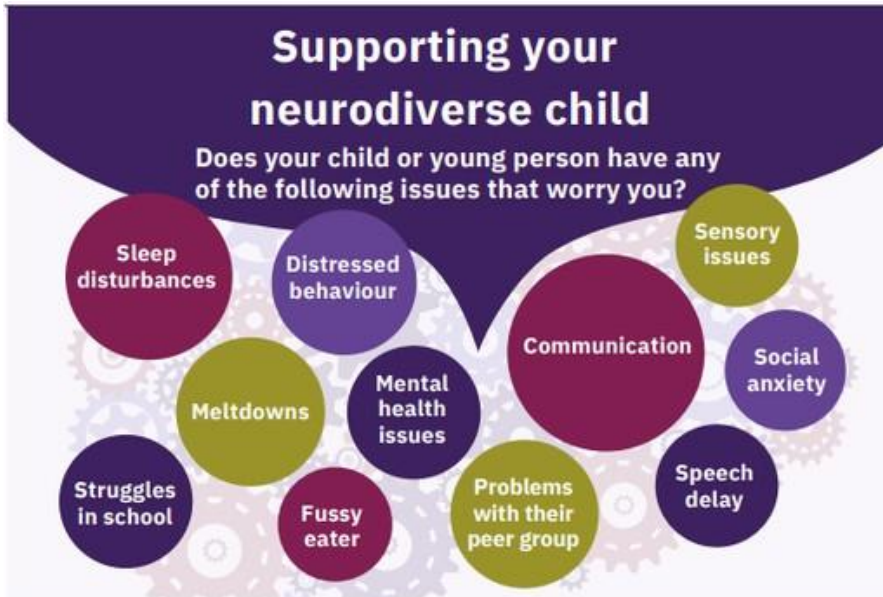 Supporting your
neurodiverse child
Does your child or young person have any
of the following issues that worry you?
Sleep
disturbances
Distressed
behaviour
Sensory
issues
Communication
Social
anxiety
Meltdowns
Mental
health
issues
Struggles
in school
Fussy
eater
Problems
with their
peer group
Speech
delay